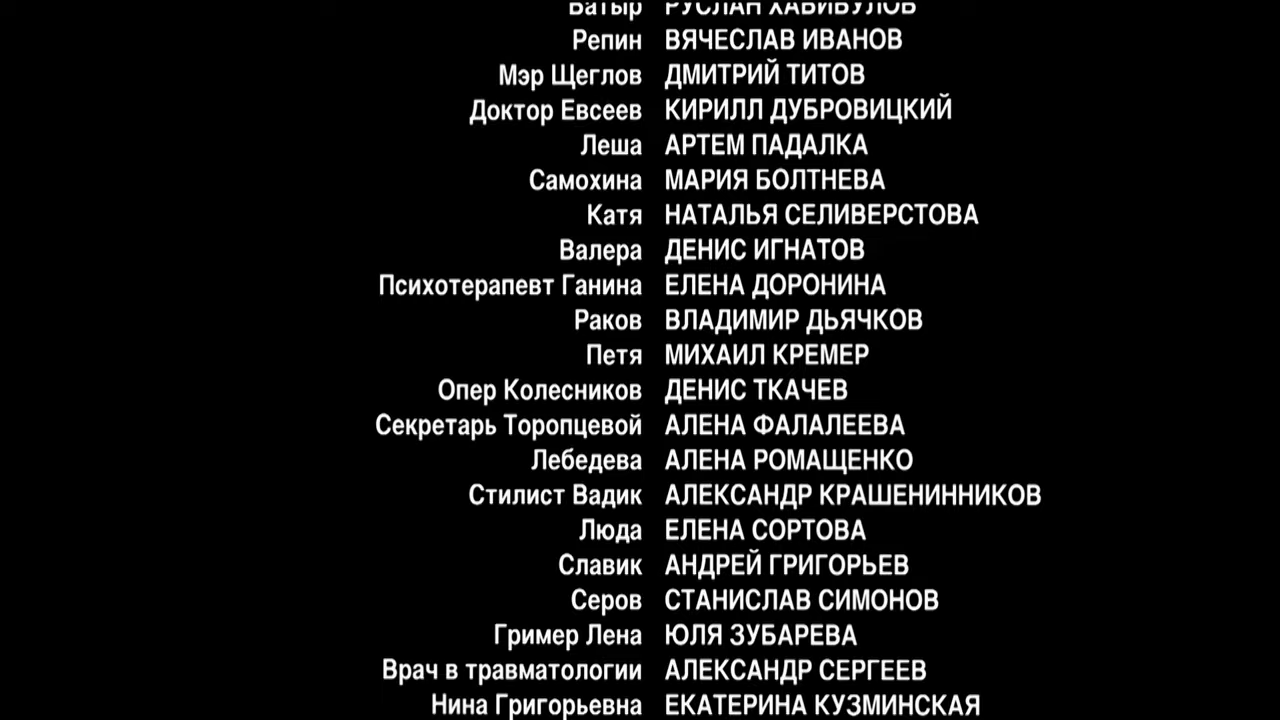 Батыр РУСЛАН ХАБИБУЛОВ
Репин ВЯЧЕСЛАВ ИВАНОВ
Мэр Щеглов ДМИТРИЙ ТИТОВ
Доктор Евсеев КИРИЛЛ ДУБРОВИЦКИЙ
Леша АРТЕМ ПАДАЛКА
Самохина МАРИЯ БОЛТНЕВА
Катя НАТАЛЬЯ СЕЛИВЕРСТОВА
Валера ДЕНИС ИГНАТОВ
Психотерапевт Ганина ЕЛЕНА ДОРОНИНА
Раков ВЛАДИМИР ДЬЯЧКОВ
Петя МИХАИЛ КРЕМЕР
Опер Колесников ДЕНИС ТКАЧЕВ
Секретарь Торопцевой АЛЕНА ФАЛАЛЕЕВА
Лебедева АЛЕНА РОМАЩЕНКО
Стилист Вадик АЛЕКСАНДР КРАШЕНИННИКОВ
Люда ЕЛЕНА СОРТОВА
Славик АНДРЕЙ ГРИГОРЬЕВ
Серов СТАНИСЛАВ СИМОНОВ
Гример Лена ЮЛЯ ЗУБАРЕВА
Врач в травматологии АЛЕКСАНДР СЕРГЕЕВ
Нина Григорьевна ЕКАТЕРИНА КУЗМИНСКАЯ